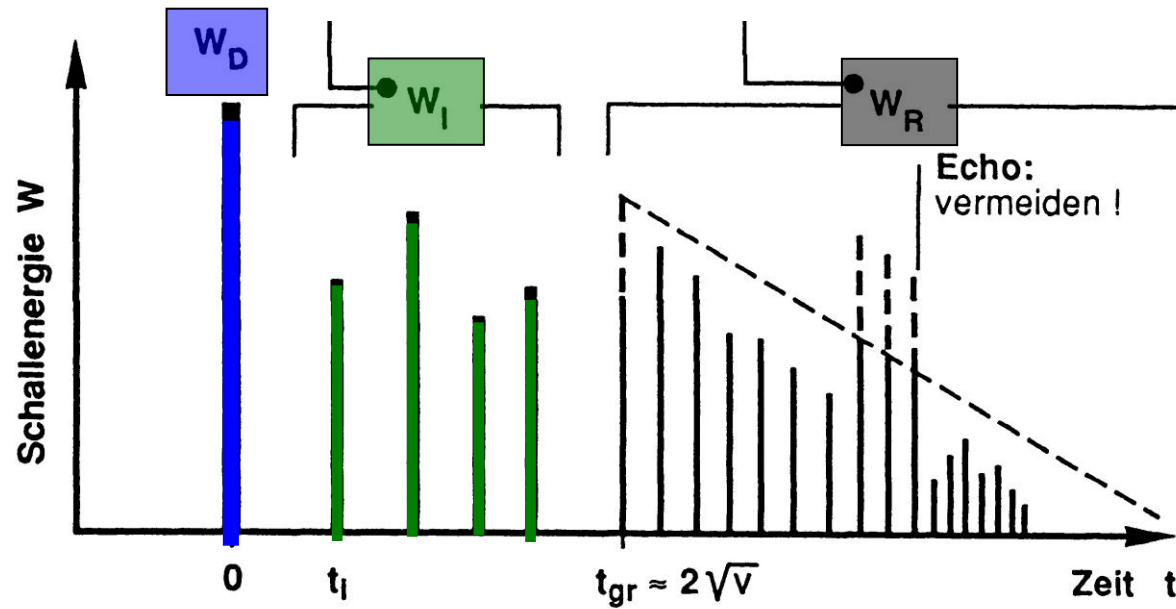 W_D
W_I
W_R
Echo:
vermeiden !
Schallenergie W
0
t_I
t_gr ≈ 2√v
Zeit t